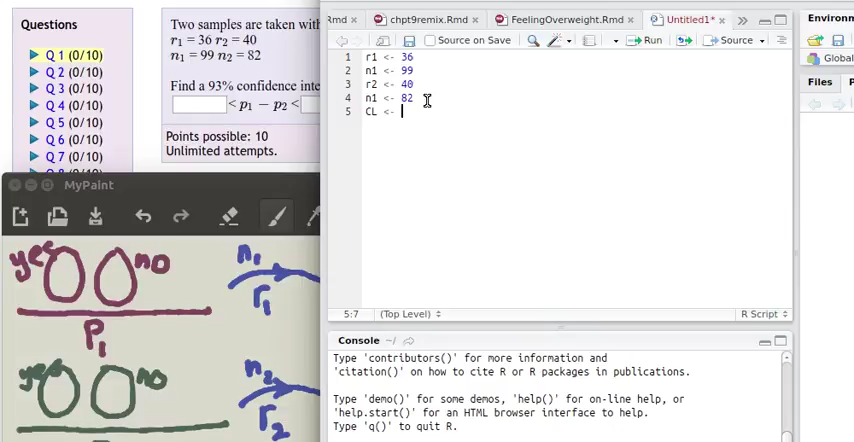 Questions
Q 1 (0/10)
Q 2 (0/10)
Q 3 (0/10)
Q 4 (0/10)
Q 5 (0/10)
Q 6 (0/10)
Q 7 (0/10)
Two samples are taken with
r1 = 36 r2 = 40
n1 = 99 n2 = 82
Find a 93% confidence inte
< p1 − p2 <
Points possible: 10
Unlimited attempts.
Rmd × chpt9remix.Rmd × FeelingOverweight.Rmd × Untitled1* ×
Source on Save Run Source
1 r1 <- 36
2 n1 <- 99
3 r2 <- 40
4 n1 <- 82
5 CL <-
5:7 (Top Level) R Script
Console ~/
Type 'contributors()' for more information and
'citation()' on how to cite R or R packages in publications.
Type 'demo()' for some demos, 'help()' for on-line help, or
'help.start()' for an HTML browser interface to help.
Type 'q()' to quit R.
Environm
Global
Files
MyPaint
yes no n1
r1
P1
yes no n2
r2